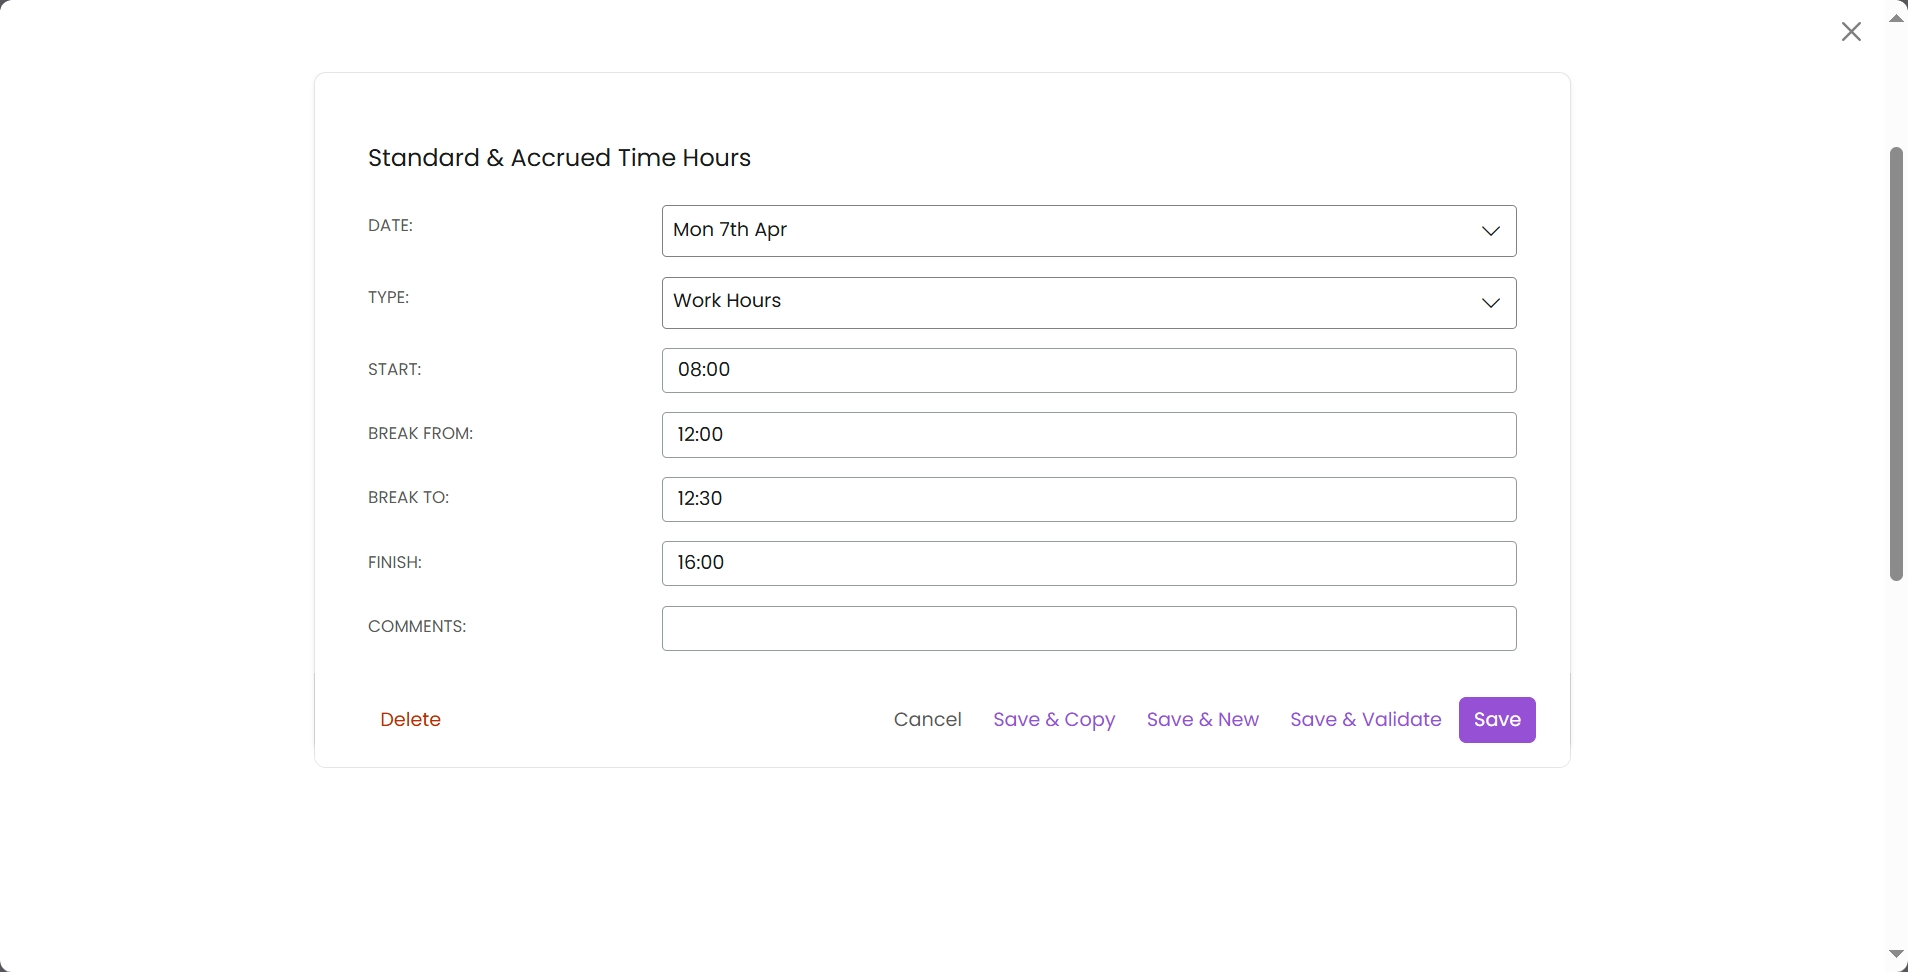 Standard & Accrued Time Hours
DATE: Mon 7th Apr
TYPE: Work Hours
START: 08:00
BREAK FROM: 12:00
BREAK TO: 12:30
FINISH: 16:00
COMMENTS:
Delete Cancel Save & Copy Save & New Save & Validate Save